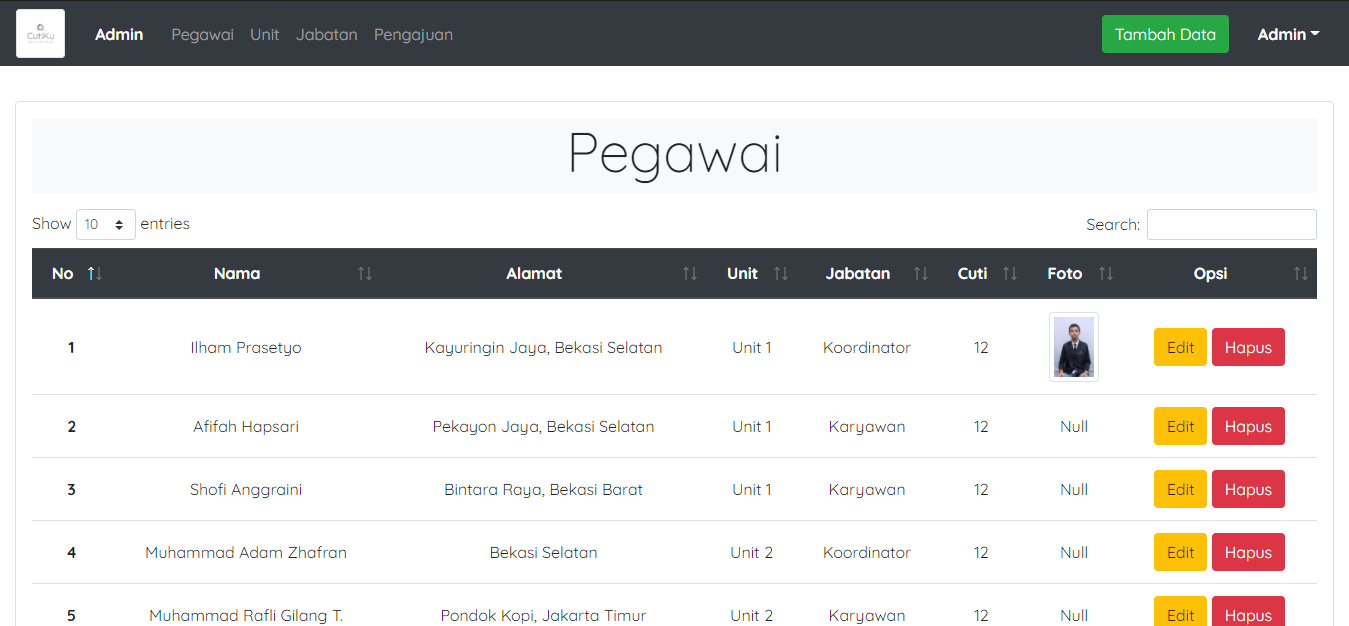 CutiKu Admin Pegawai Unit Jabatan Pengajuan Tambah Data Admin
Pegawai
Show 10 entries Search:
No Nama Alamat Unit Jabatan Cuti Foto Opsi
1 Ilham Prasetyo Kayuringin Jaya, Bekasi Selatan Unit 1 Koordinator 12 Edit Hapus
2 Afifah Hapsari Pekayon Jaya, Bekasi Selatan Unit 1 Karyawan 12 Null Edit Hapus
3 Shofi Anggraini Bintara Raya, Bekasi Barat Unit 1 Karyawan 12 Null Edit Hapus
4 Muhammad Adam Zhafran Bekasi Selatan Unit 2 Koordinator 12 Null Edit Hapus
5 Muhammad Rafli Gilang T. Pondok Kopi, Jakarta Timur Unit 2 Karyawan 12 Null Edit Hapus